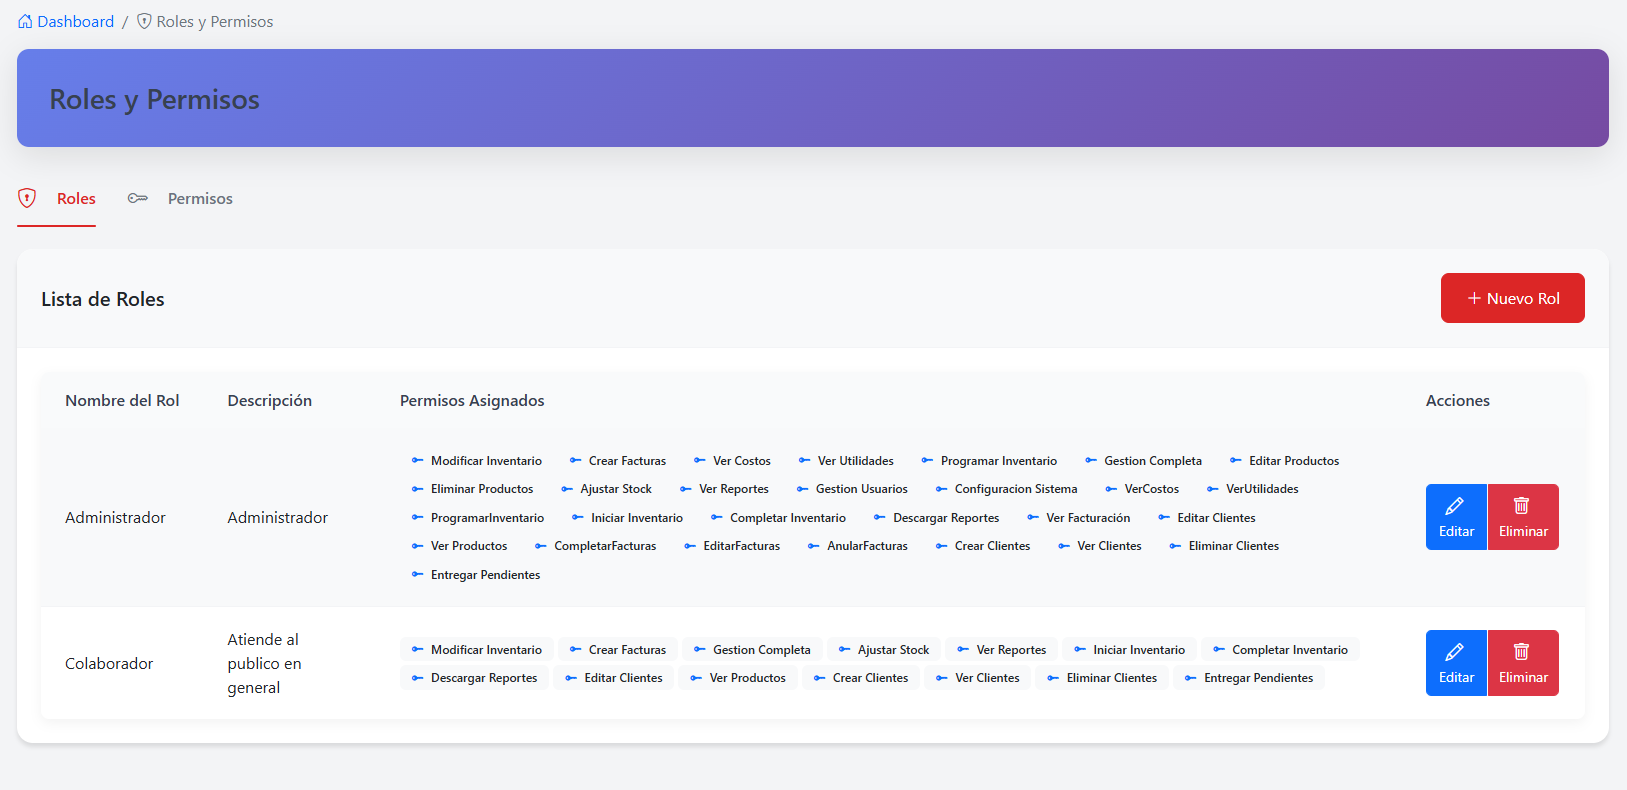 Dashboard / Roles y Permisos
Roles y Permisos
Roles Permisos
Lista de Roles
Nuevo Rol
Nombre del Rol Descripción Permisos Asignados Acciones
Administrador
Administrador
Modificar Inventario Crear Facturas Ver Costos Ver Utilidades Programar Inventario Gestion Completa Editar Productos
Eliminar Productos Ajustar Stock Ver Reportes Gestion Usuarios Configuracion Sistema VerCostos VerUtilidades
ProgramarInventario Iniciar Inventario Completar Inventario Descargar Reportes Ver Facturación Editar Clientes
Ver Productos CompletarFacturas EditarFacturas AnularFacturas Crear Clientes Ver Clientes Eliminar Clientes
Entregar Pendientes
Editar Eliminar
Colaborador
Atiende al
publico en
general
Modificar Inventario Crear Facturas Gestion Completa Ajustar Stock Ver Reportes Iniciar Inventario Completar Inventario
Descargar Reportes Editar Clientes Ver Productos Crear Clientes Ver Clientes Eliminar Clientes Entregar Pendientes
Editar Eliminar